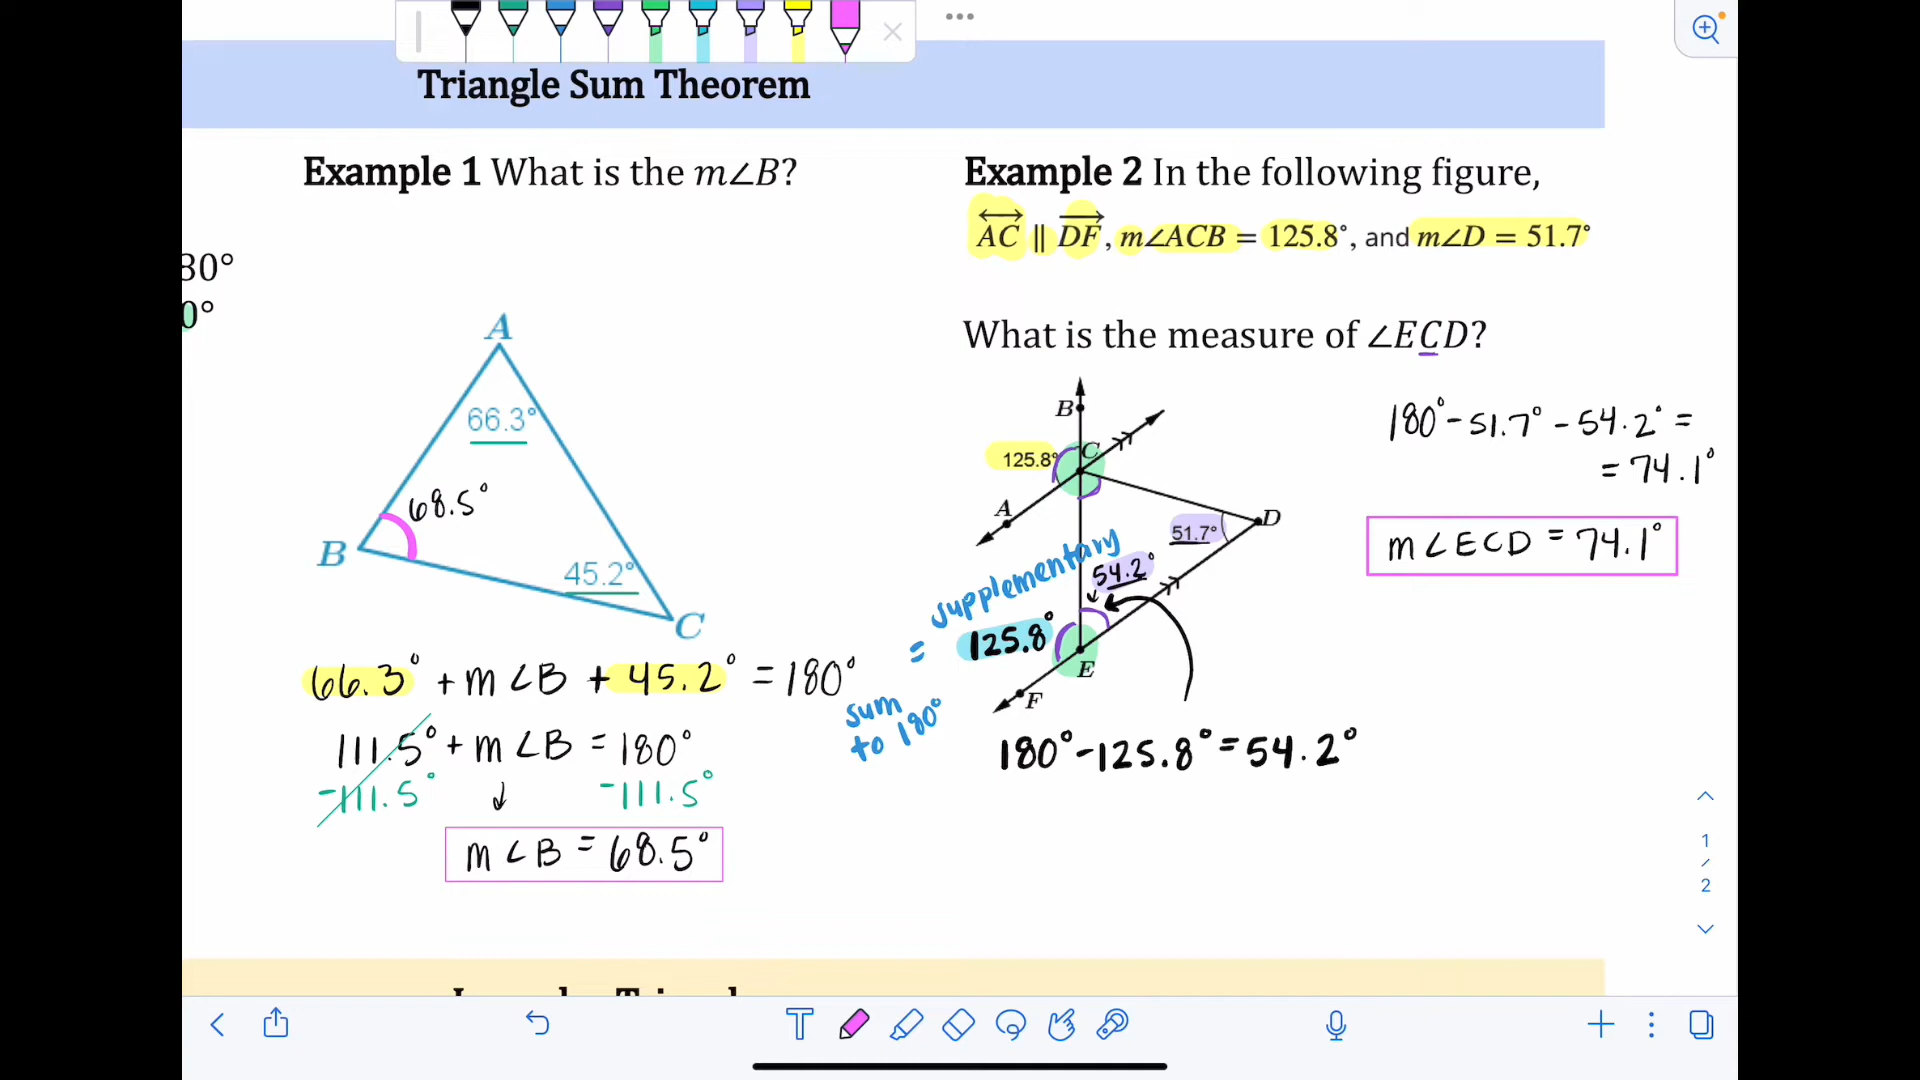 Triangle Sum Theorem
Example 1 What is the m∠B?
80°
0°
A
66.3°
68.5°
B
45.2°
C
66.3° + m∠B + 45.2° = 180°
111.5° + m∠B = 180°
-111.5° ↓ -111.5°
m∠B = 68.5°
Example 2 In the following figure,
AC ∥ DF, m∠ACB = 125.8°, and m∠D = 51.7°
What is the measure of ∠ECD?
B
C
125.8°
A
D
51.7°
supplementary
54.2°
= 125.8°
E
F
sum
to 180°
180° - 125.8° = 54.2°
180° - 51.7° - 54.2° =
= 74.1°
m∠ECD = 74.1°
1
/
2
T